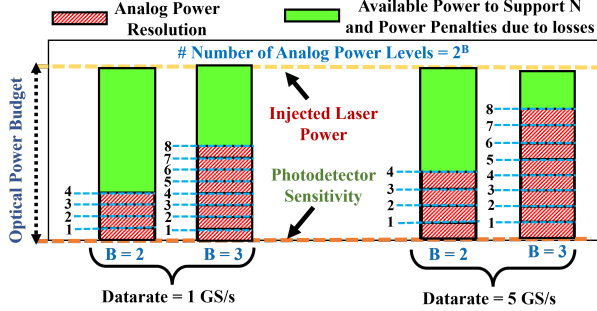 Analog Power
Resolution
Available Power to Support N
and Power Penalties due to losses
# Number of Analog Power Levels = 2^B
Optical Power Budget
Injected Laser
Power
Photodetector
Sensitivity
4
3
2
1
8
7
6
5
4
3
2
1
4
3
2
1
8
7
6
5
4
3
2
1
B = 2
B = 3
B = 2
B = 3
Datarate = 1 GS/s
Datarate = 5 GS/s